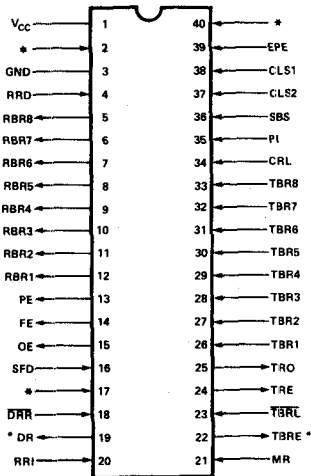 VCC 1 40 *
* 2 39 EPE
GND 3 38 CLS1
RRD 4 37 CLS2
RBR8 5 36 SBS
RBR7 6 35 PI
RBR6 7 34 CRL
RBR5 8 33 TBR8
RBR4 9 32 TBR7
RBR3 10 31 TBR6
RBR2 11 30 TBR5
RBR1 12 29 TBR4
PE 13 28 TBR3
FE 14 27 TBR2
OE 15 26 TBR1
SFD 16 25 TRO
* 17 24 TRE
DRR 18 23 TBRL
* DR 19 22 TBRE *
RRI 20 21 MR